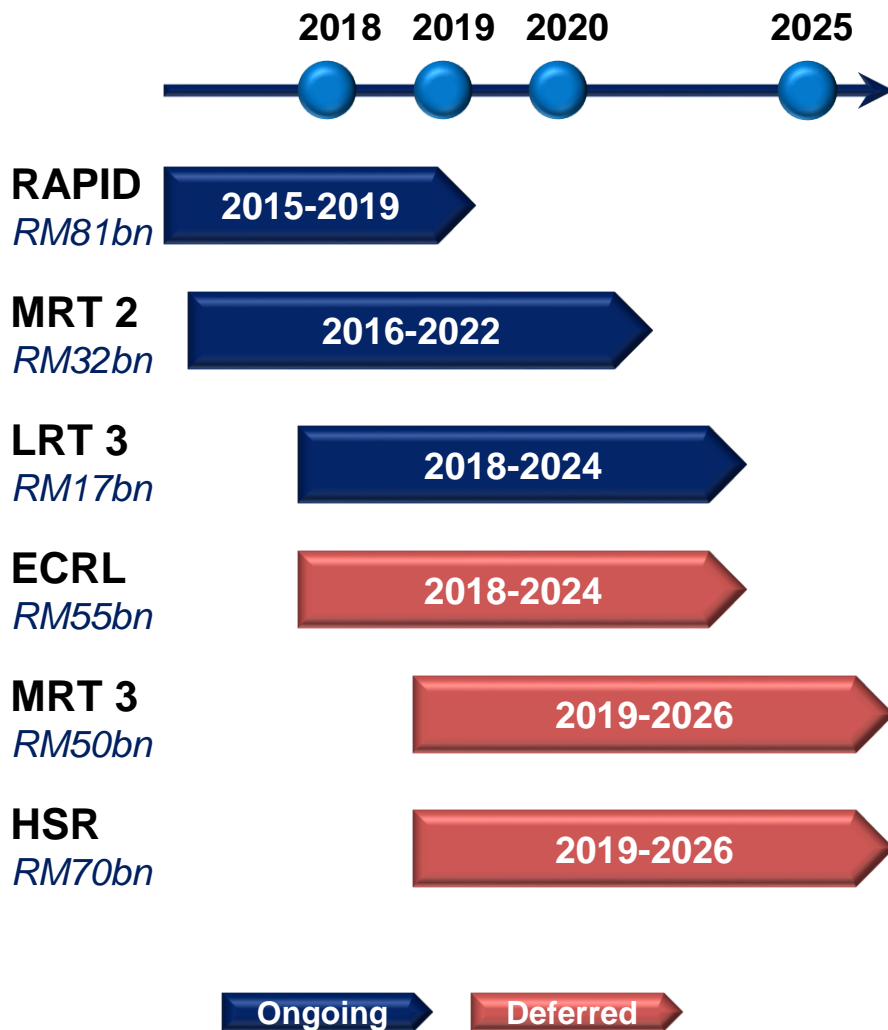 2018 2019 2020 2025
RAPID
RM81bn
2015-2019
MRT 2
RM32bn
2016-2022
LRT 3
RM17bn
2018-2024
ECRL
RM55bn
2018-2024
MRT 3
RM50bn
2019-2026
HSR
RM70bn
2019-2026
Ongoing Deferred